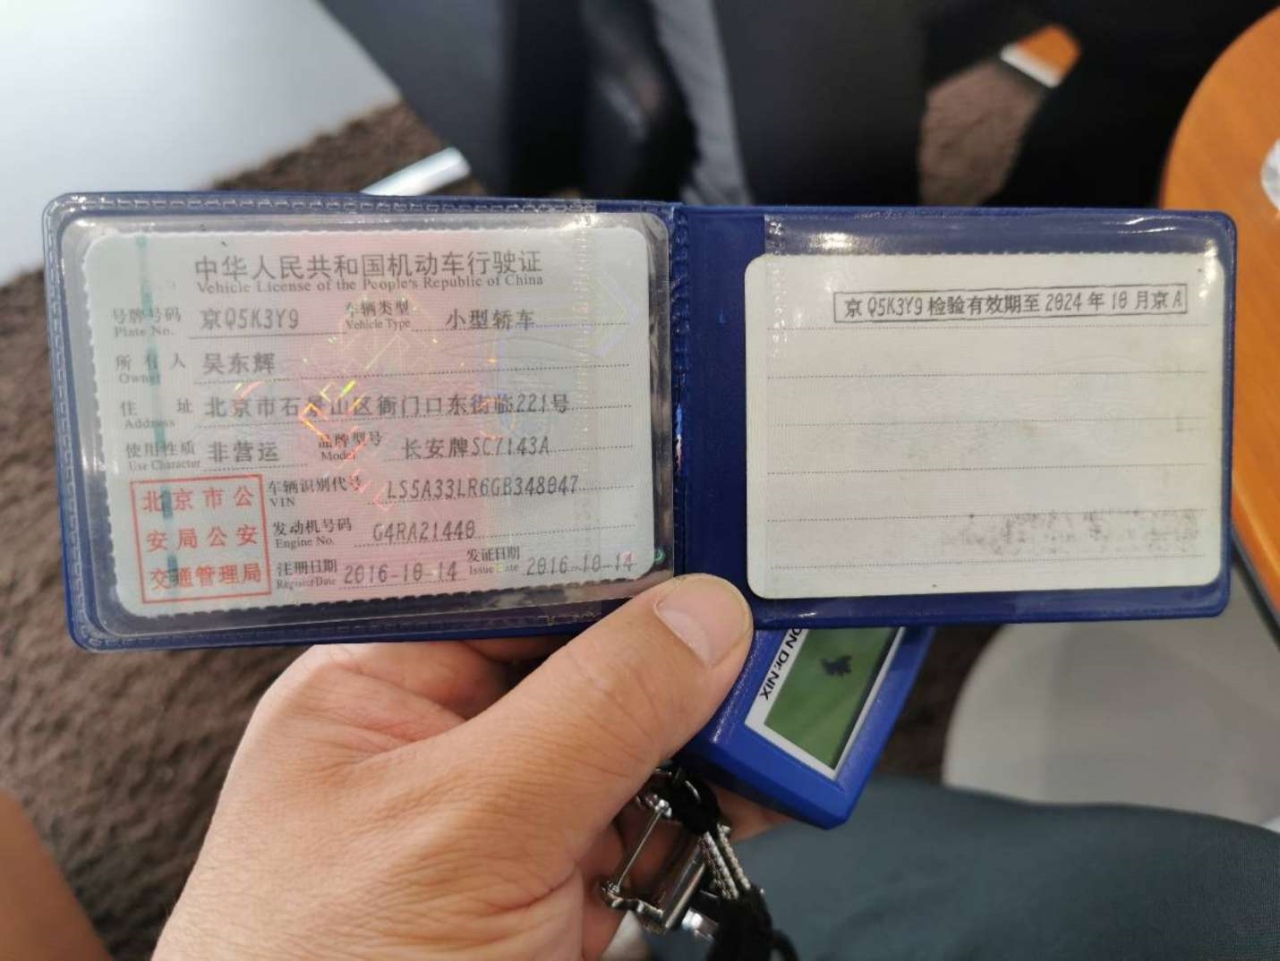 中华人民共和国机动车行驶证
Vehicle License of the People's Republic of China
号牌号码 京Q5K3Y9 车辆类型 小型轿车
Plate No. Vehicle Type
所有人 吴东辉
Owner
住址 北京市石景山区衙门口东街临221号
Address
使用性质 非营运 品牌型号 长安牌SC7143A
Use Character Model
北京市公安局公安交通管理局
车辆识别代号 LS5A33LR6GB348047
VIN
发动机号码 G4RA21440
Engine No.
注册日期 2016-10-14 发证日期 2016-10-14
Register Date Issue Date
京Q5K3Y9检验有效期至2024年10月京A
ON DENIX